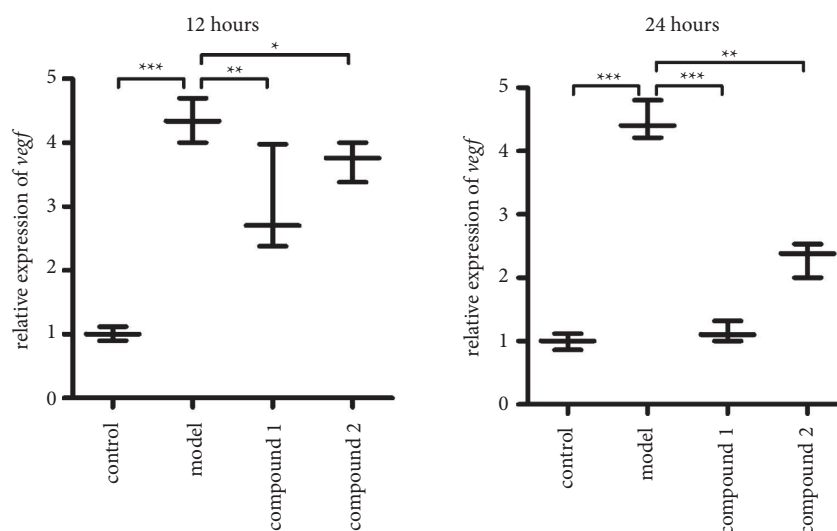 12 hours
* 
*** **
5
4
3
2
1
0
relative expression of vegf
control
model
compound 1
compound 2
24 hours
**
*** ***
5
4
3
2
1
0
relative expression of vegf
control
model
compound 1
compound 2